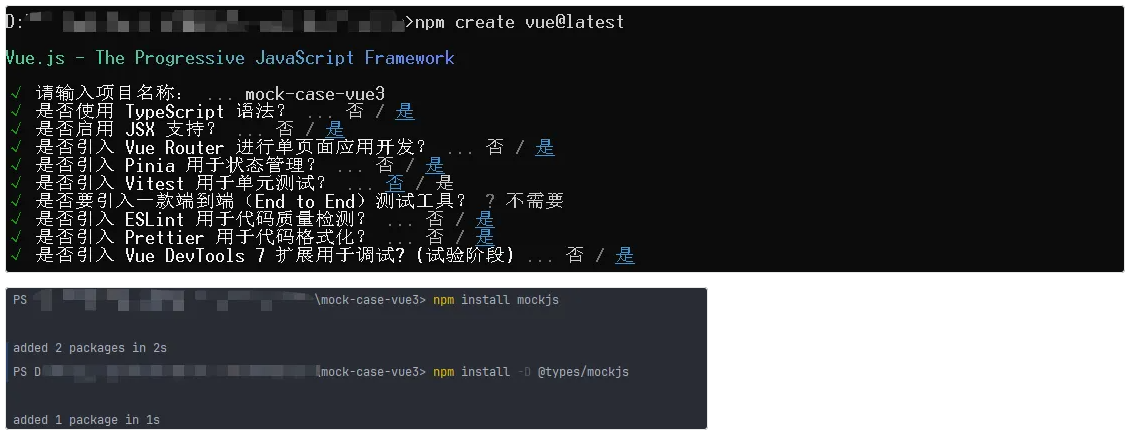 D:\>npm create vue@latest
Vue.js - The Progressive JavaScript Framework
√ 请输入项目名称： ... mock-case-vue3
√ 是否使用 TypeScript 语法？ ... 否 / 是
√ 是否启用 JSX 支持？ ... 否 / 是
√ 是否引入 Vue Router 进行单页面应用开发？ ... 否 / 是
√ 是否引入 Pinia 用于状态管理？ ... 否 / 是
√ 是否引入 Vitest 用于单元测试？ ... 否 / 是
√ 是否要引入一款端到端（End to End）测试工具？ ? 不需要
√ 是否引入 ESLint 用于代码质量检测？ ... 否 / 是
√ 是否引入 Prettier 用于代码格式化？ ... 否 / 是
√ 是否引入 Vue DevTools 7 扩展用于调试? (试验阶段) ... 否 / 是
PS \mock-case-vue3> npm install mockjs
added 2 packages in 2s
PS D \mock-case-vue3> npm install -D @types/mockjs
added 1 package in 1s